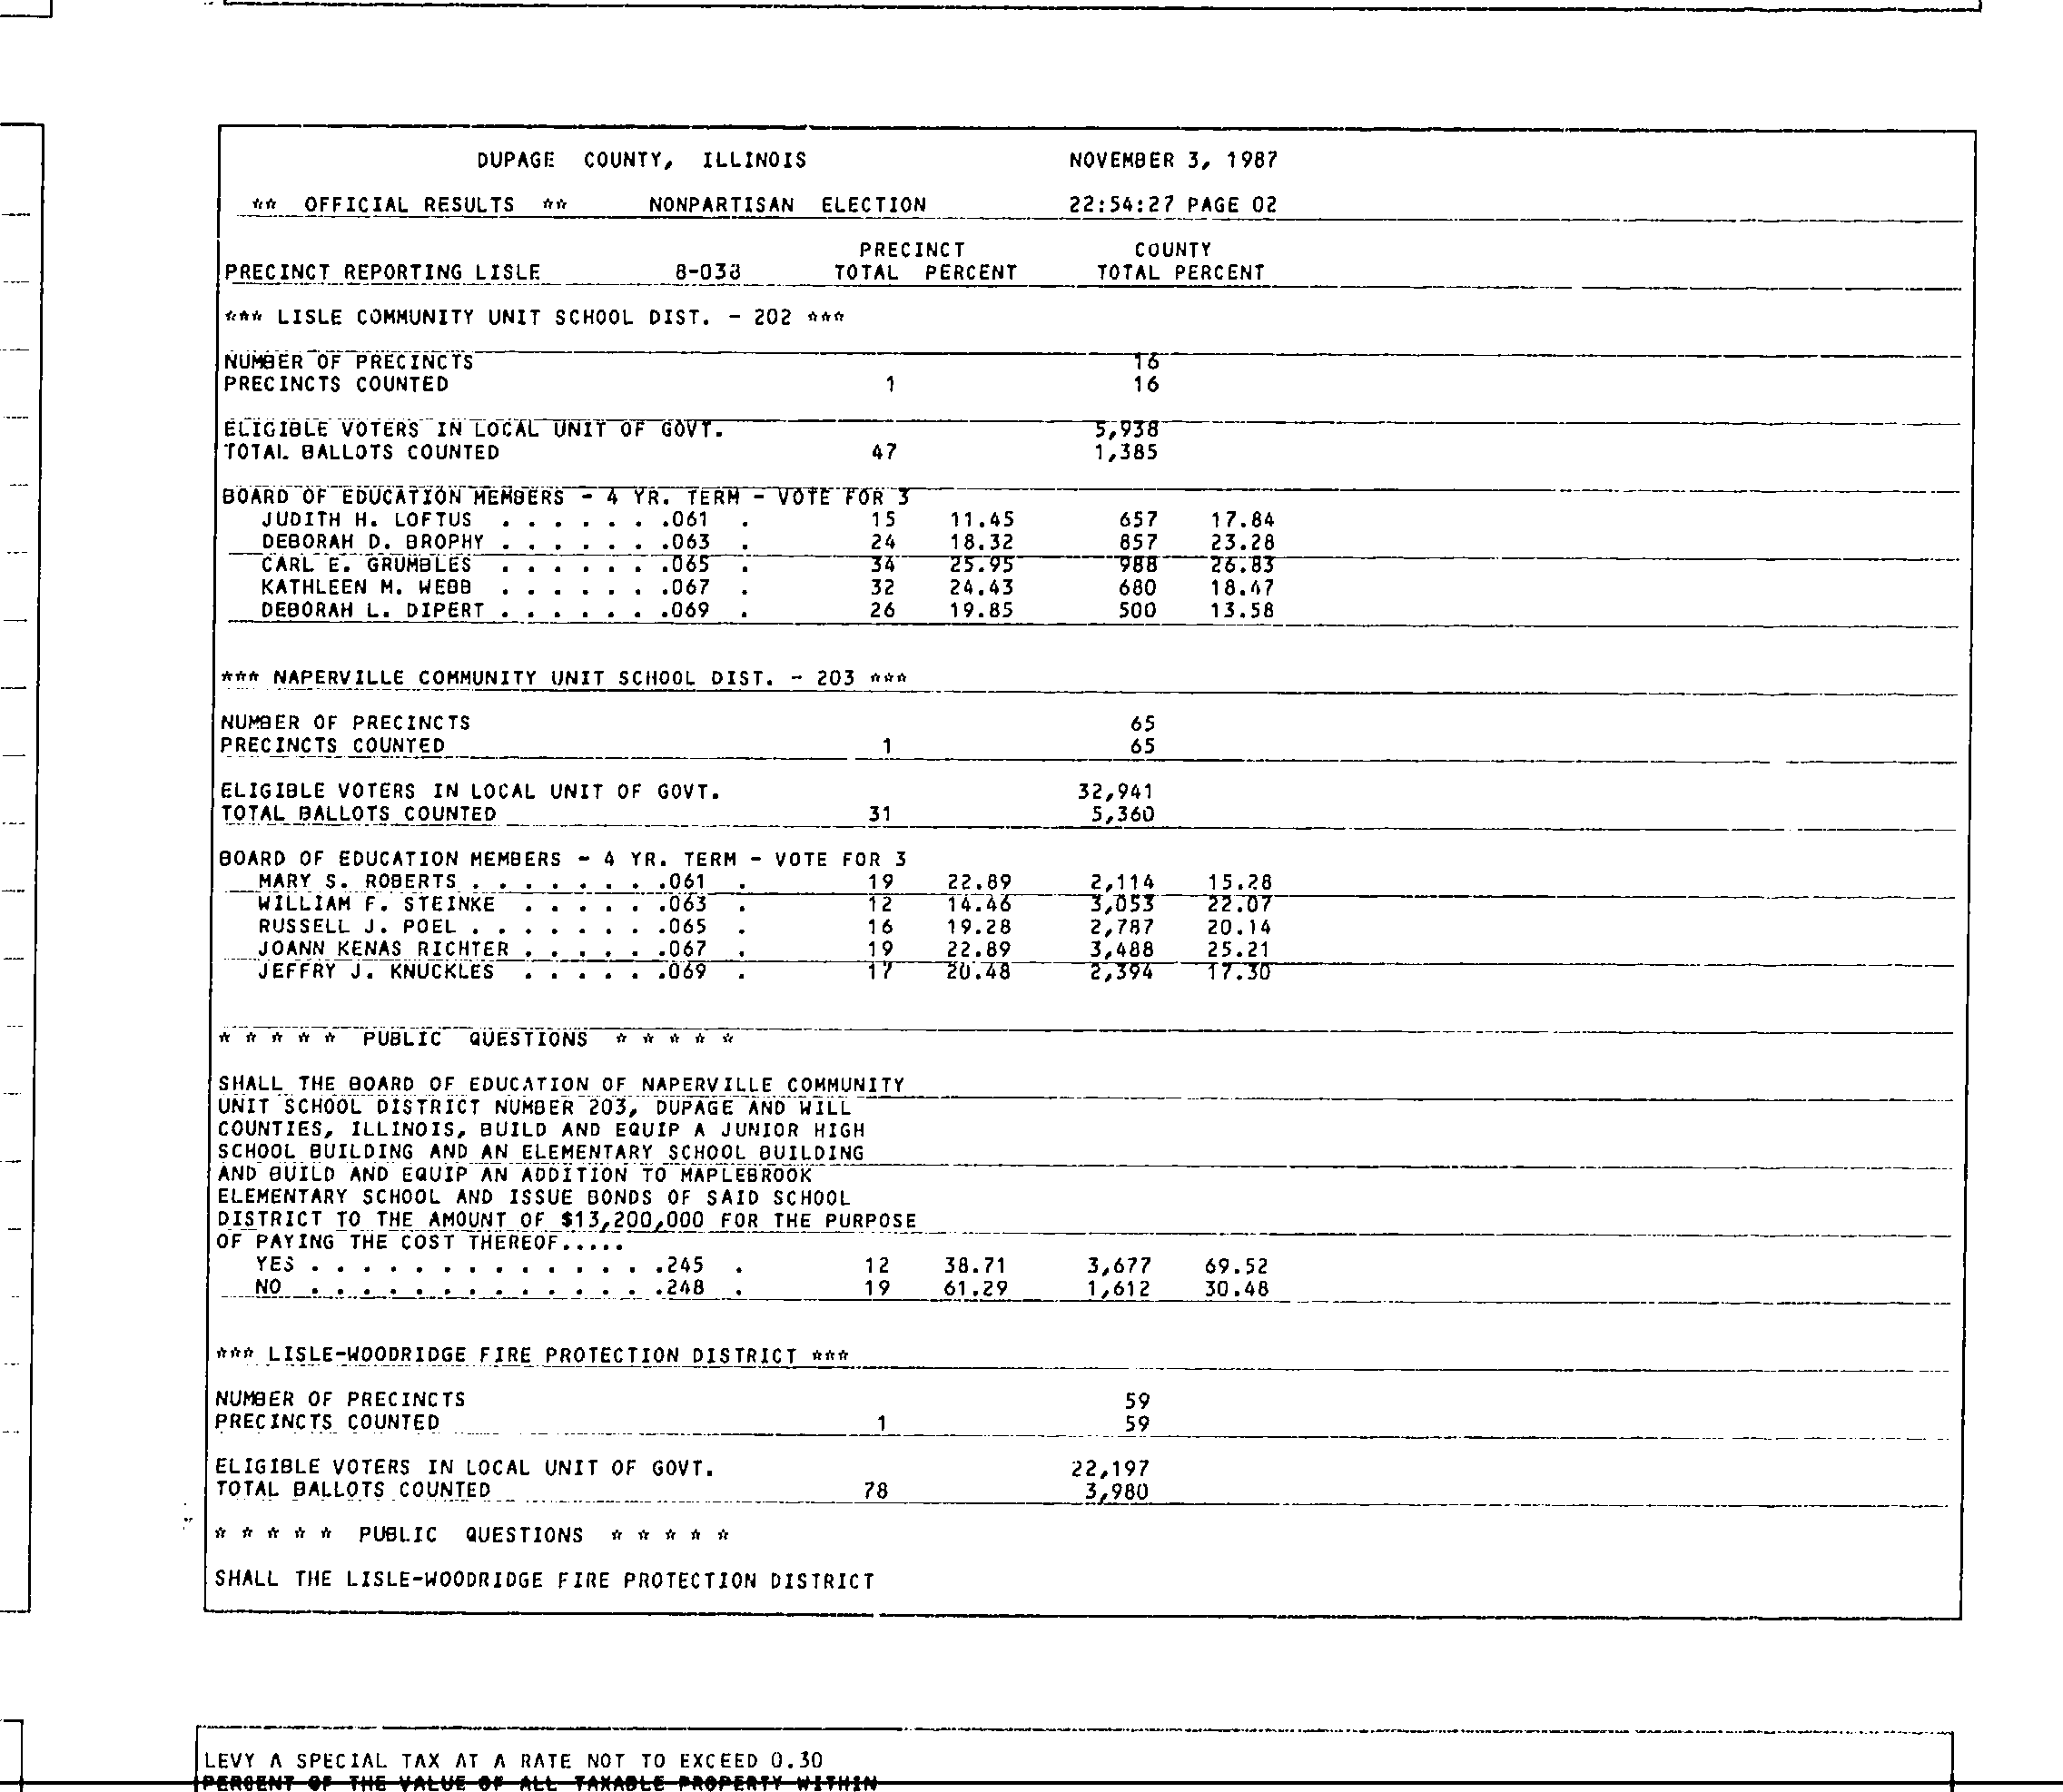 DUPAGE COUNTY, ILLINOIS NOVEMBER 3, 1987
** OFFICIAL RESULTS ** NONPARTISAN ELECTION 22:54:27 PAGE 02
PRECINCT COUNTY
PRECINCT REPORTING LISLE 8-038 TOTAL PERCENT TOTAL PERCENT
*** LISLE COMMUNITY UNIT SCHOOL DIST. - 202 ***
NUMBER OF PRECINCTS 16
PRECINCTS COUNTED 1 16
ELIGIBLE VOTERS IN LOCAL UNIT OF GOVT. 5,938
TOTAL BALLOTS COUNTED 47 1,385
BOARD OF EDUCATION MEMBERS - 4 YR. TERM - VOTE FOR 3
JUDITH H. LOFTUS . . . . . . .061 . 15 11.45 657 17.84
DEBORAH D. BROPHY . . . . . . .063 . 24 18.32 857 23.28
CARL E. GRUMBLES . . . . . . .065 . 34 25.95 988 26.83
KATHLEEN M. WEBB . . . . . . .067 . 32 24.43 680 18.47
DEBORAH L. DIPERT . . . . . . .069 . 26 19.85 500 13.58
*** NAPERVILLE COMMUNITY UNIT SCHOOL DIST. - 203 ***
NUMBER OF PRECINCTS 65
PRECINCTS COUNTED 1 65
ELIGIBLE VOTERS IN LOCAL UNIT OF GOVT. 32,941
TOTAL BALLOTS COUNTED 31 5,360
BOARD OF EDUCATION MEMBERS - 4 YR. TERM - VOTE FOR 3
MARY S. ROBERTS . . . . . . . .061 . 19 22.89 2,114 15.28
WILLIAM F. STEINKE . . . . . .063 . 12 14.46 3,053 22.07
RUSSELL J. POEL . . . . . . . .065 . 16 19.28 2,787 20.14
JOANN KENAS RICHTER . . . . . .067 . 19 22.89 3,488 25.21
JEFFRY J. KNUCKLES . . . . . .069 . 17 20.48 2,394 17.30
* * * * * PUBLIC QUESTIONS * * * * *
SHALL THE BOARD OF EDUCATION OF NAPERVILLE COMMUNITY
UNIT SCHOOL DISTRICT NUMBER 203, DUPAGE AND WILL
COUNTIES, ILLINOIS, BUILD AND EQUIP A JUNIOR HIGH
SCHOOL BUILDING AND AN ELEMENTARY SCHOOL BUILDING
AND BUILD AND EQUIP AN ADDITION TO MAPLEBROOK
ELEMENTARY SCHOOL AND ISSUE BONDS OF SAID SCHOOL
DISTRICT TO THE AMOUNT OF $13,200,000 FOR THE PURPOSE
OF PAYING THE COST THEREOF.....
YES . . . . . . . . . . . . . .245 . 12 38.71 3,677 69.52
NO . . . . . . . . . . . . . .248 . 19 61.29 1,612 30.48
*** LISLE-WOODRIDGE FIRE PROTECTION DISTRICT ***
NUMBER OF PRECINCTS 59
PRECINCTS COUNTED 1 59
ELIGIBLE VOTERS IN LOCAL UNIT OF GOVT. 22,197
TOTAL BALLOTS COUNTED 78 3,980
* * * * * PUBLIC QUESTIONS * * * * *
SHALL THE LISLE-WOODRIDGE FIRE PROTECTION DISTRICT
LEVY A SPECIAL TAX AT A RATE NOT TO EXCEED 0.30
PERCENT OF THE VALUE OF ALL TAXABLE PROPERTY WITHIN